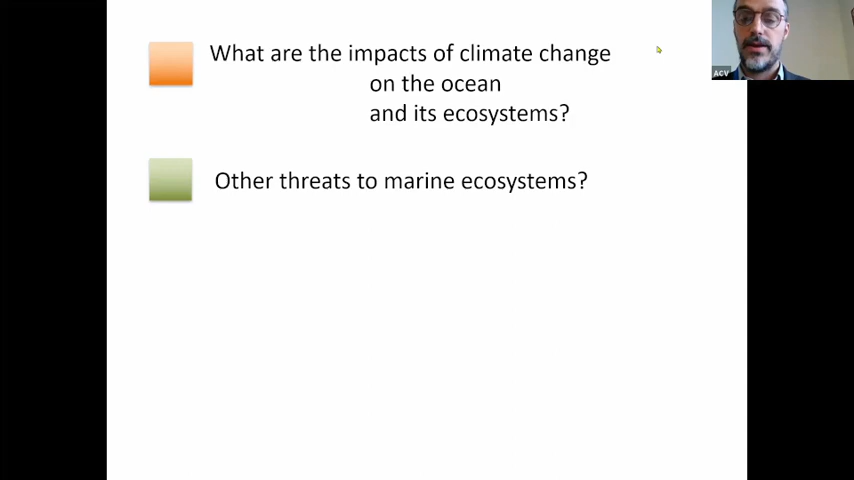 What are the impacts of climate change
on the ocean
and its ecosystems?
Other threats to marine ecosystems?
ACV